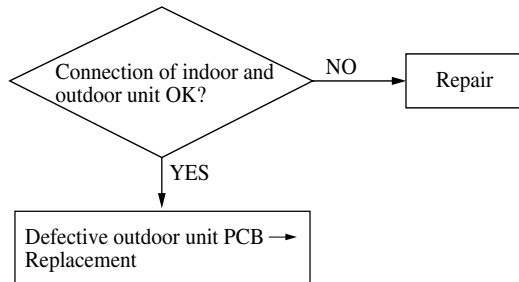 Connection of indoor and
outdoor unit OK?
NO
Repair
YES
Defective outdoor unit PCB →
Replacement